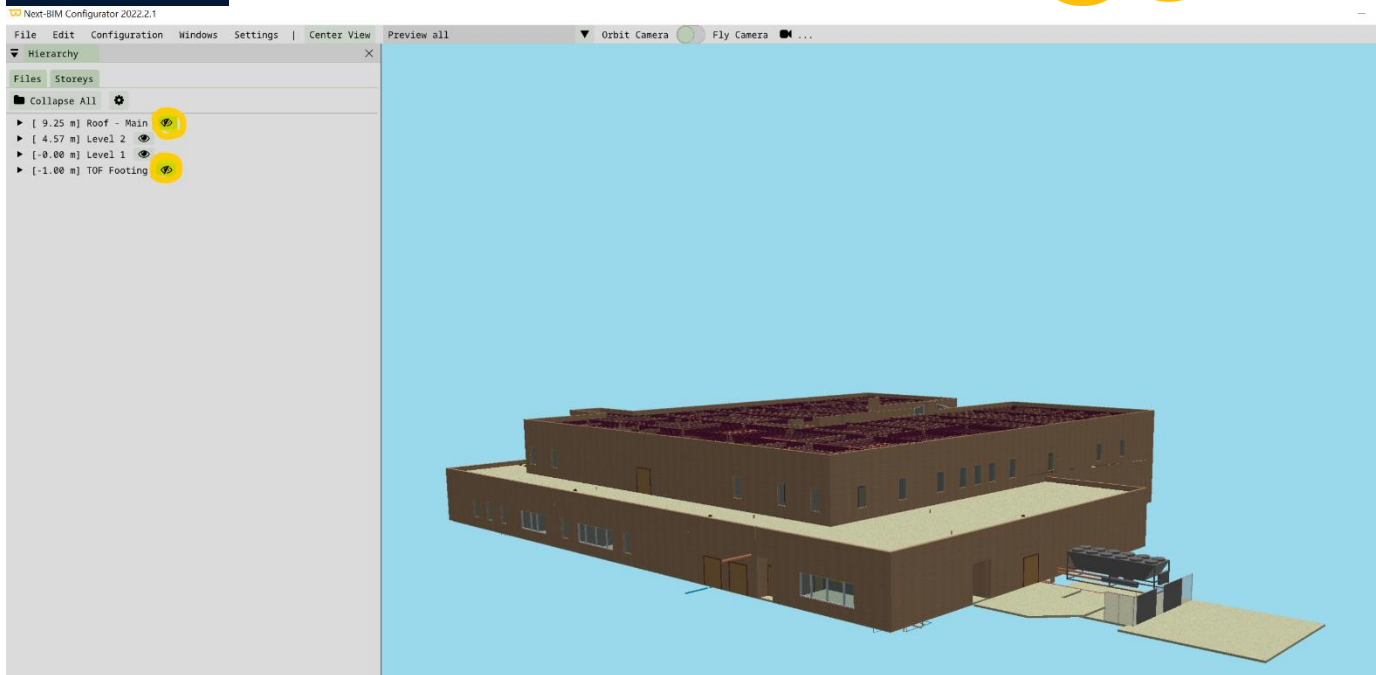 Next-BIM Configurator 2022.2.1
File Edit Configuration Windows Settings | Center View Preview all Orbit Camera Fly Camera ...
Hierarchy
Files Storeys
Collapse All
[ 9.25 m] Roof - Main
[ 4.57 m] Level 2
[-0.00 m] Level 1
[-1.00 m] TOF Footing